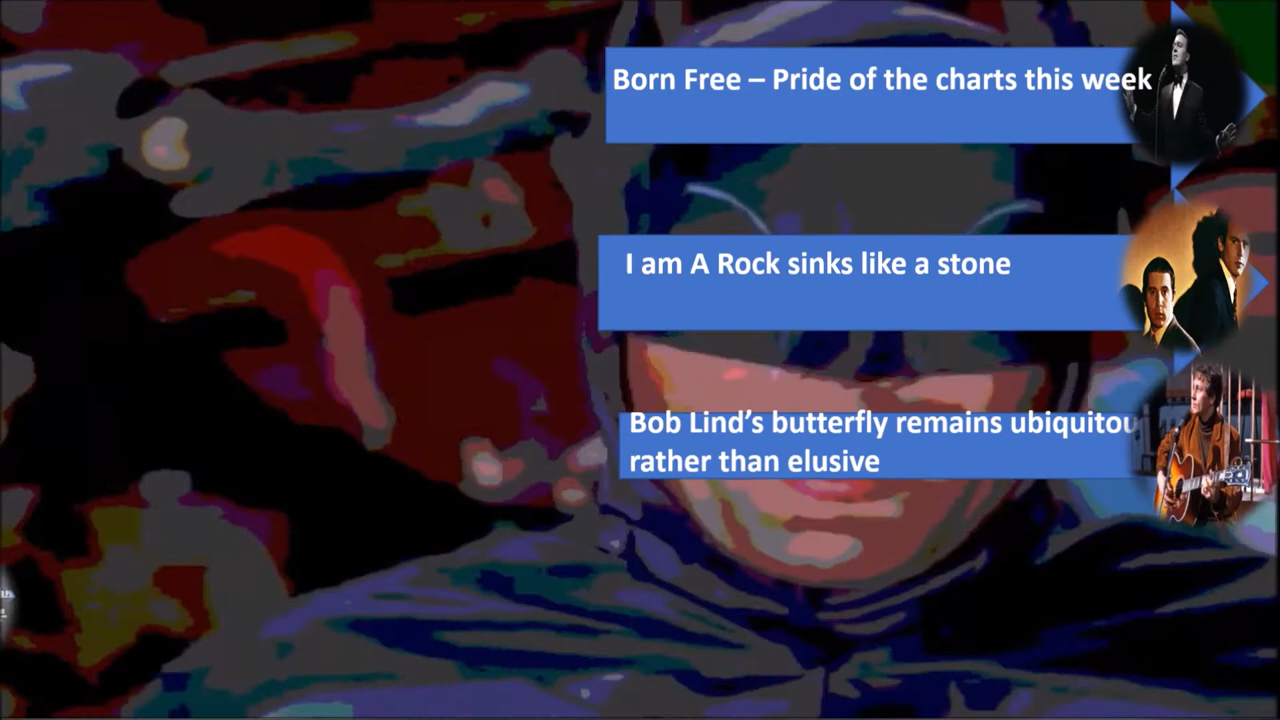 Born Free – Pride of the charts this week
I am A Rock sinks like a stone
Bob Lind’s butterfly remains ubiquitou
rather than elusive